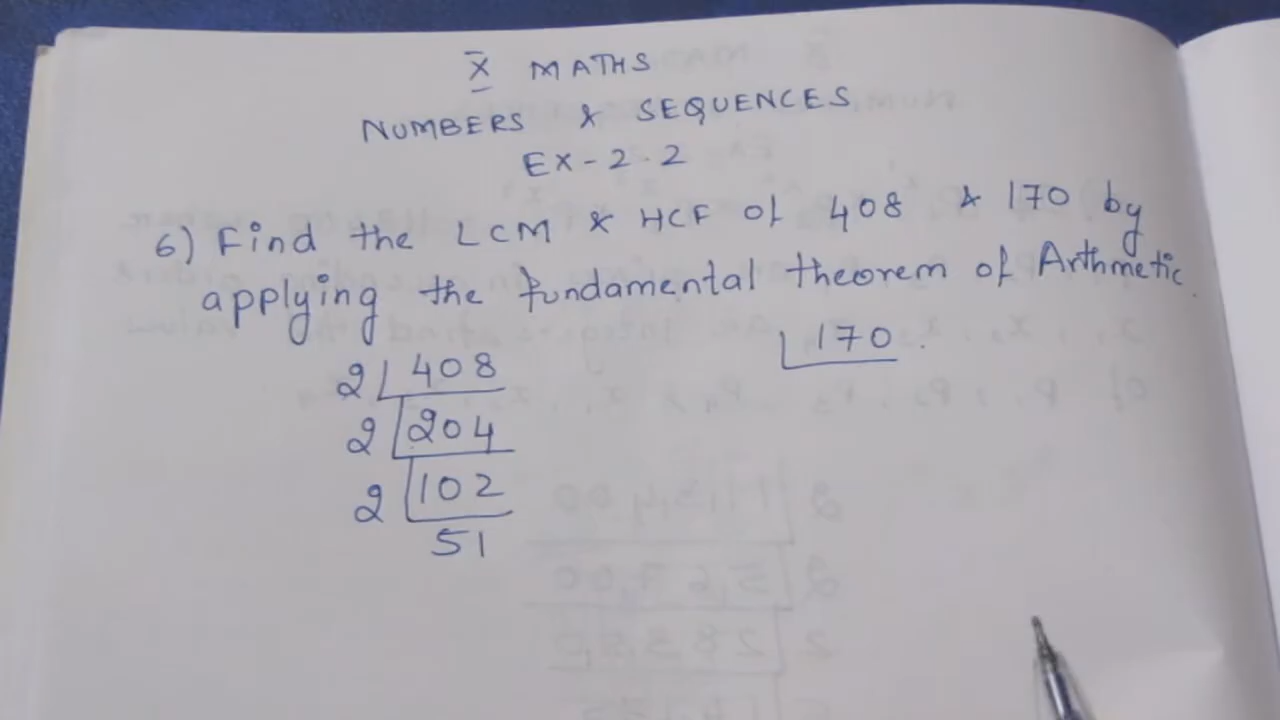 X MATHS
NUMBERS & SEQUENCES
EX-2.2
6) Find the LCM & HCF of 408 & 170 by
applying the fundamental theorem of Arthmetic.
170.
2 408
2 204
2 102
51